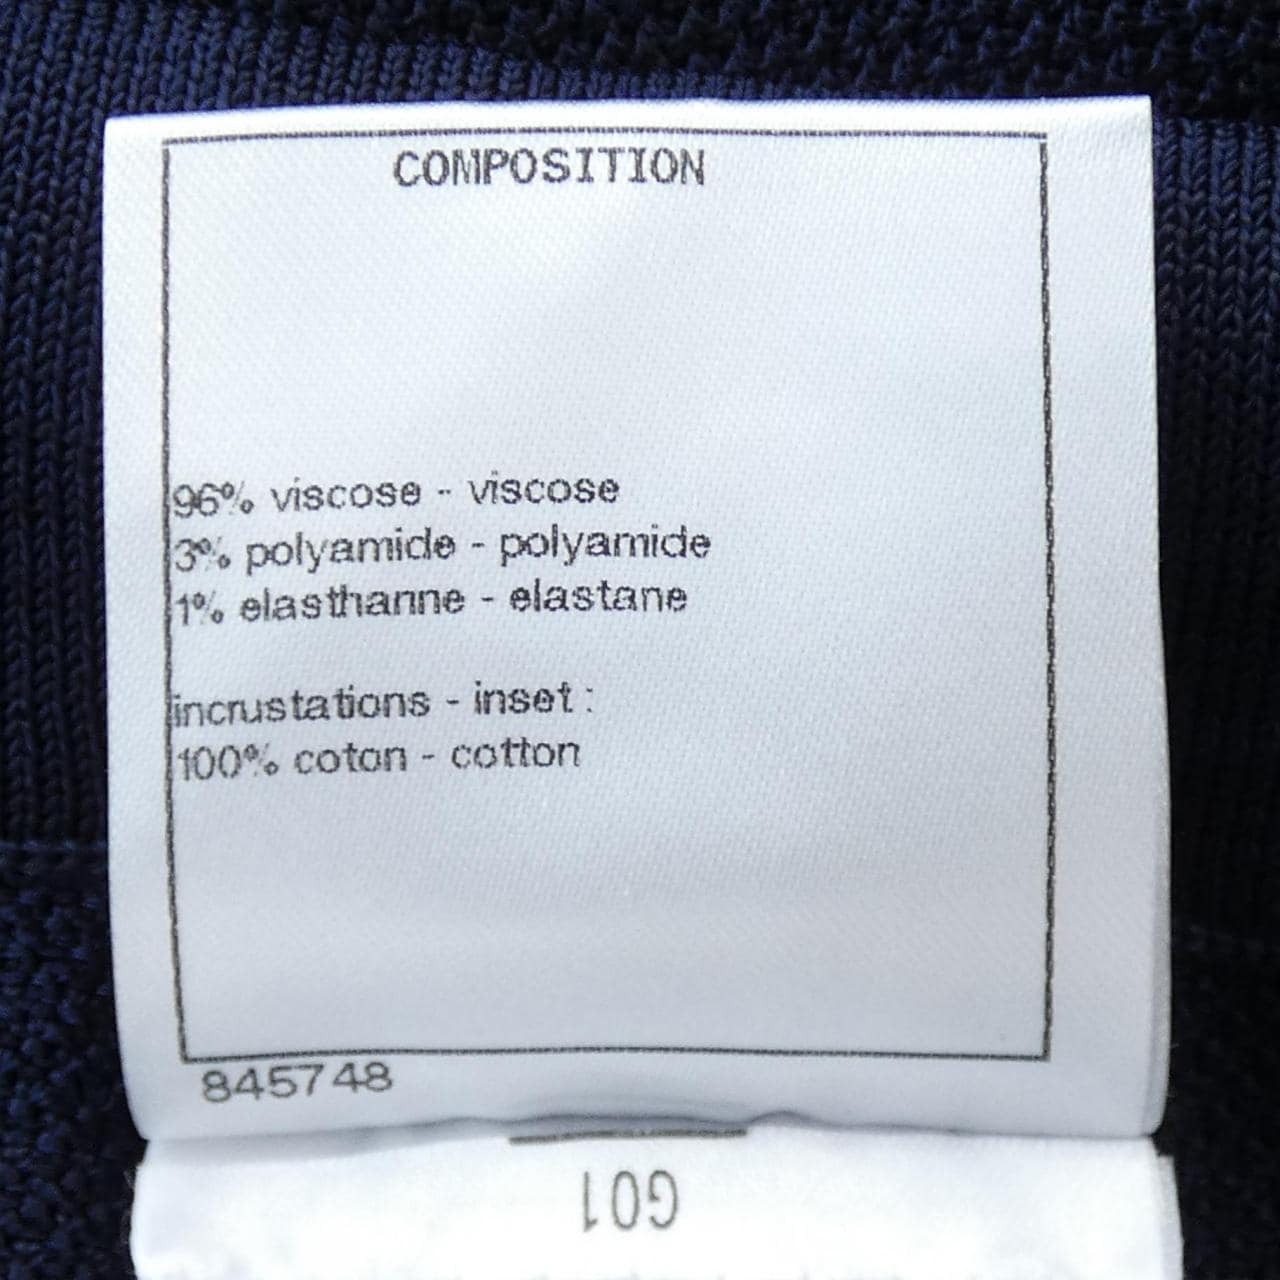 COMPOSITION
96% viscose - viscose
3% polyamide - polyamide
1% elasthanne - elastane
incrustations - inset :
100% coton - cotton
845748
G01